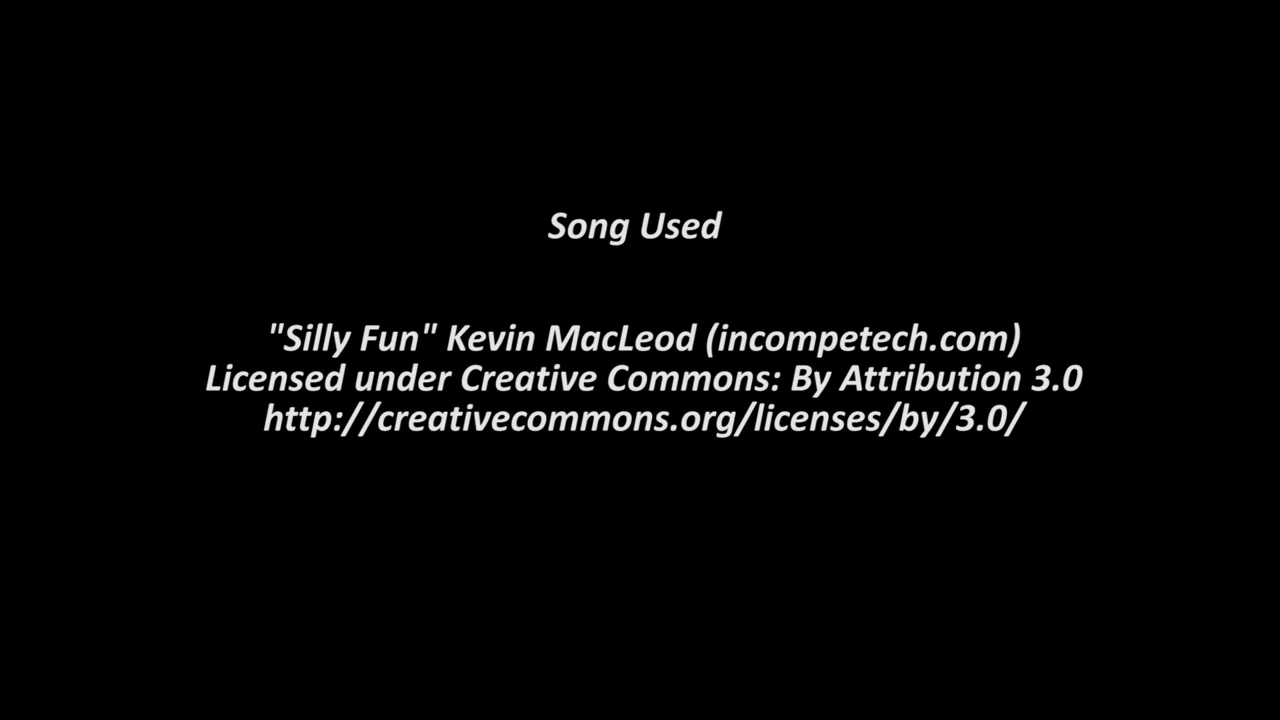 Song Used
"Silly Fun" Kevin MacLeod (incompetech.com)
Licensed under Creative Commons: By Attribution 3.0
http://creativecommons.org/licenses/by/3.0/